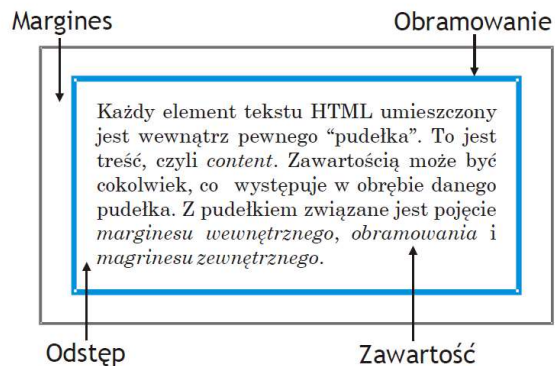 Margines
Obramowanie
Każdy element tekstu HTML umieszczony
jest wewnątrz pewnego “pudełka”. To jest
treść, czyli content. Zawartością może być
cokolwiek, co występuje w obrębie danego
pudełka. Z pudełkiem związane jest pojęcie
marginesu wewnętrznego, obramowania i
magrinesu zewnętrznego.
Odstęp
Zawartość